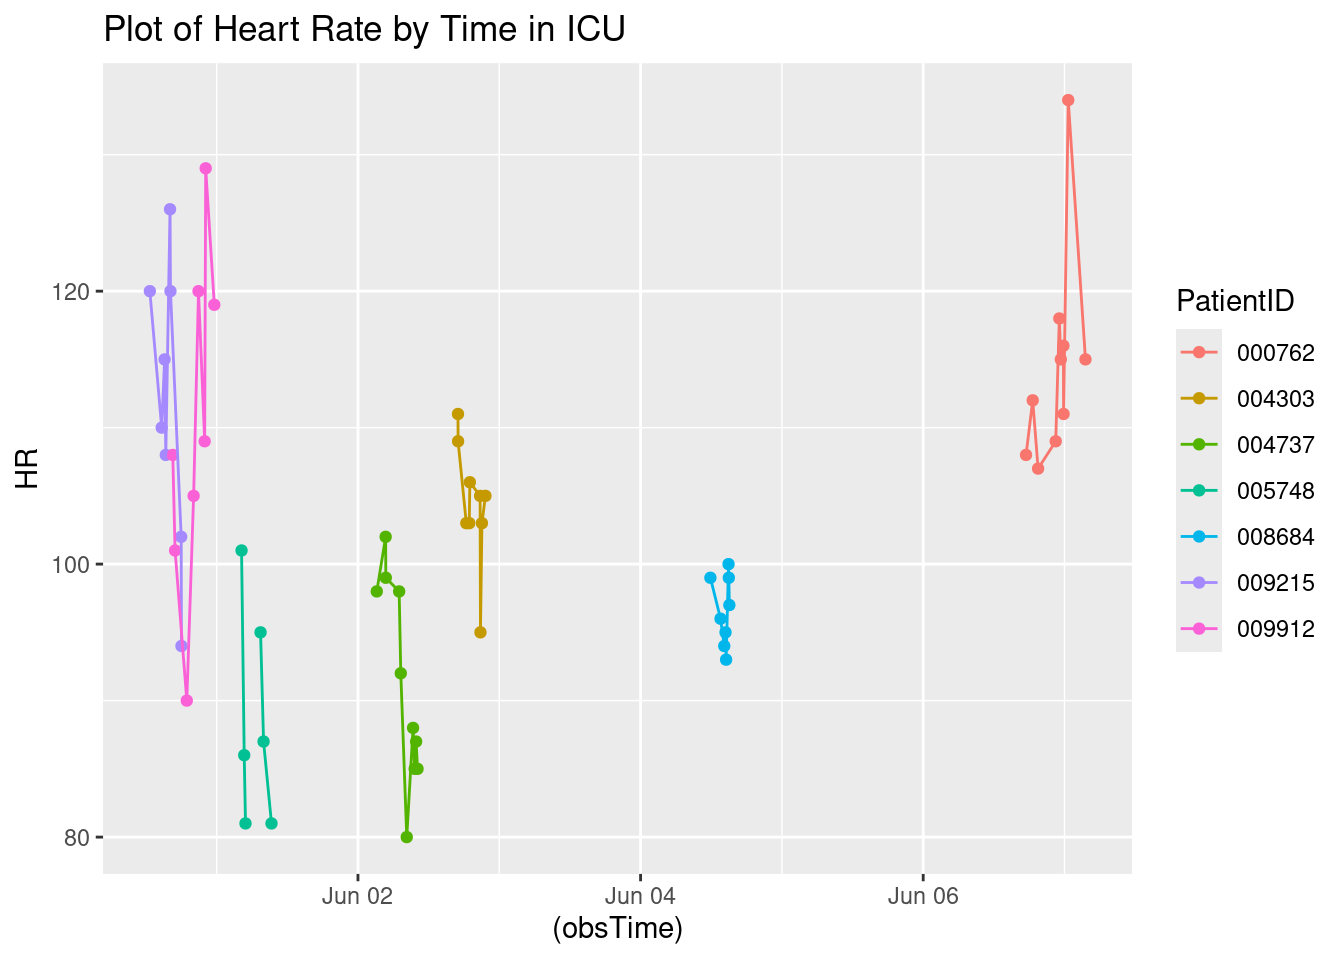 Plot of Heart Rate by Time in ICU
HR
120
100
80
Jun 02
Jun 04
Jun 06
(obsTime)
PatientID
000762
004303
004737
005748
008684
009215
009912